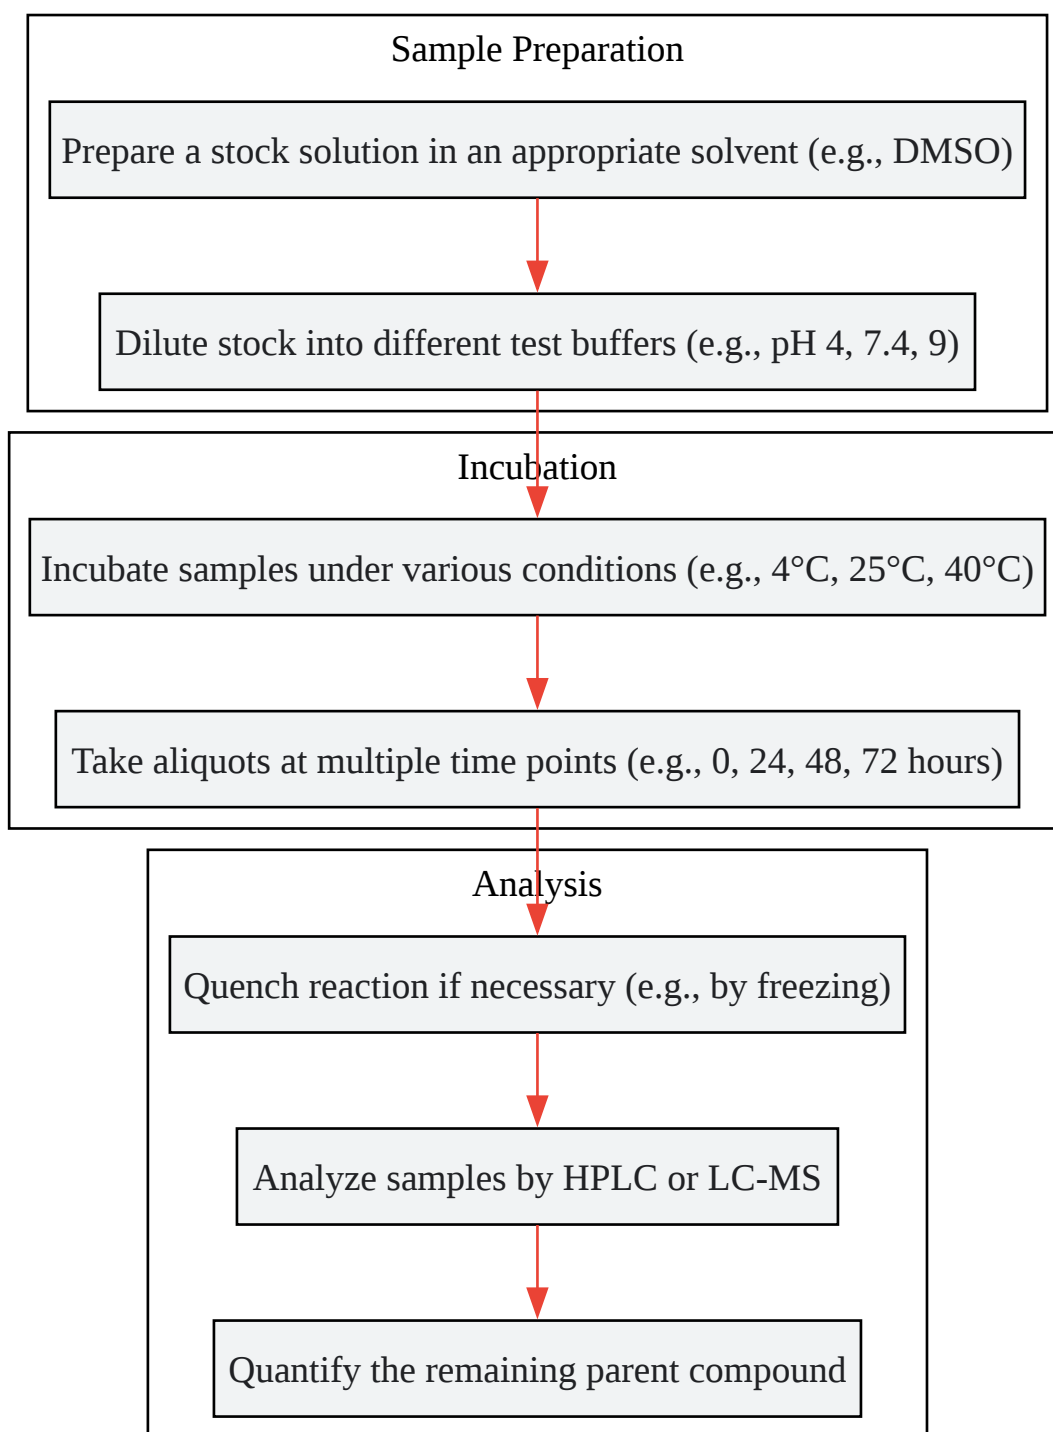 Sample Preparation
Prepare a stock solution in an appropriate solvent (e.g., DMSO)
Dilute stock into different test buffers (e.g., pH 4, 7.4, 9)
Incubation
Incubate samples under various conditions (e.g., 4°C, 25°C, 40°C)
Take aliquots at multiple time points (e.g., 0, 24, 48, 72 hours)
Analysis
Quench reaction if necessary (e.g., by freezing)
Analyze samples by HPLC or LC-MS
Quantify the remaining parent compound